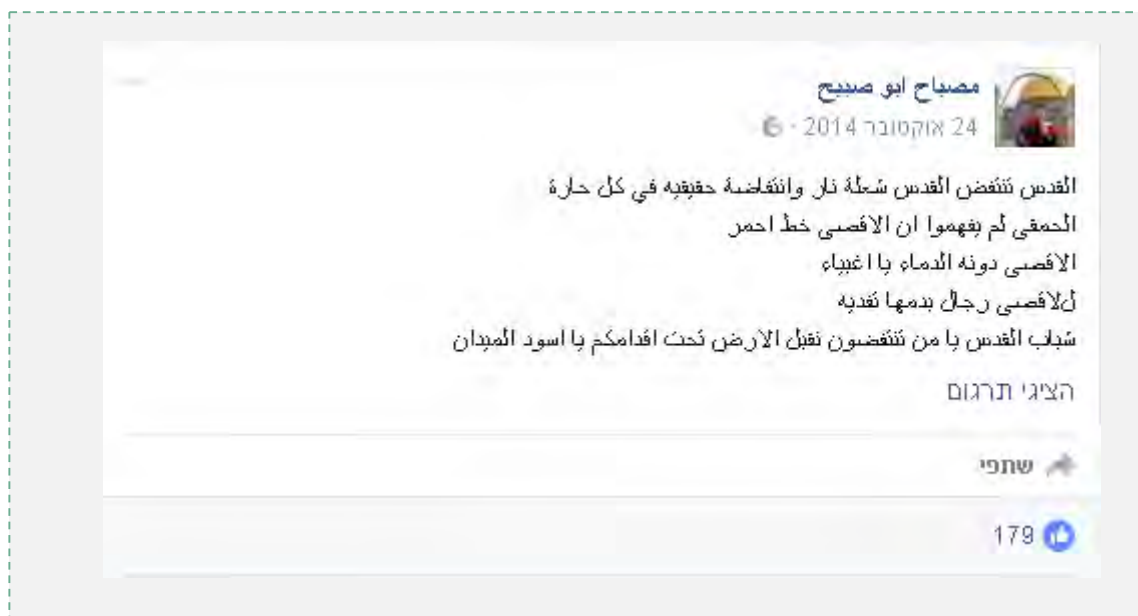 مصباح ابو صبيح
24 אוקטובר 2014 ·
القدس تنتفض القدس شعلة نار وانتفاضة حقيقيه في كل حارة
الحمقى لم يفهموا ان الاقصى خط احمر
الاقصى دونه الدماء يا اغبياء
للاقصى رجال بدمها تفديه
شباب القدس يا من تنتفضون نقبل الارض تحت اقدامكم يا اسود الميدان
הציגי תרגום
שתפי
179